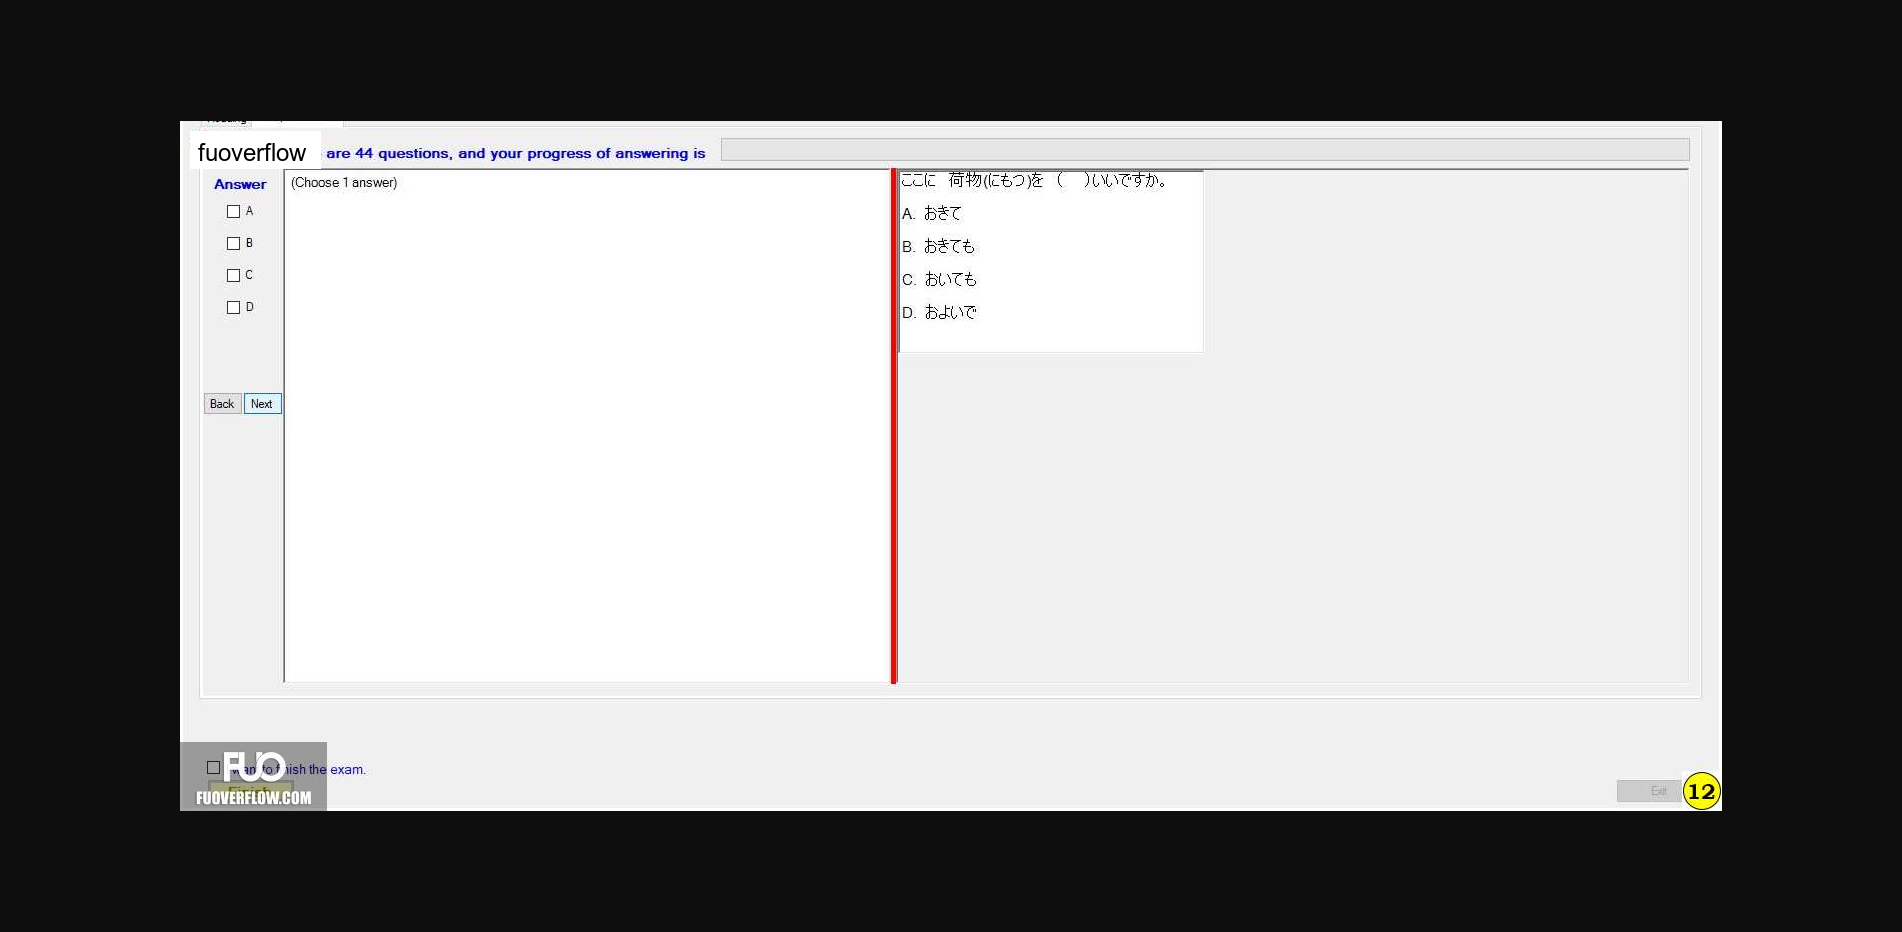 fuoverflow are 44 questions, and your progress of answering is
Answer
(Choose 1 answer)
A
B
C
D
Back Next
ここに　荷物(にもつ)を　(　　)いいですか。
A. おきて
B. おきても
C. おいても
D. およいで
FUO
to finish the exam.
Finish
FUOVERFLOW.COM
Exit
12